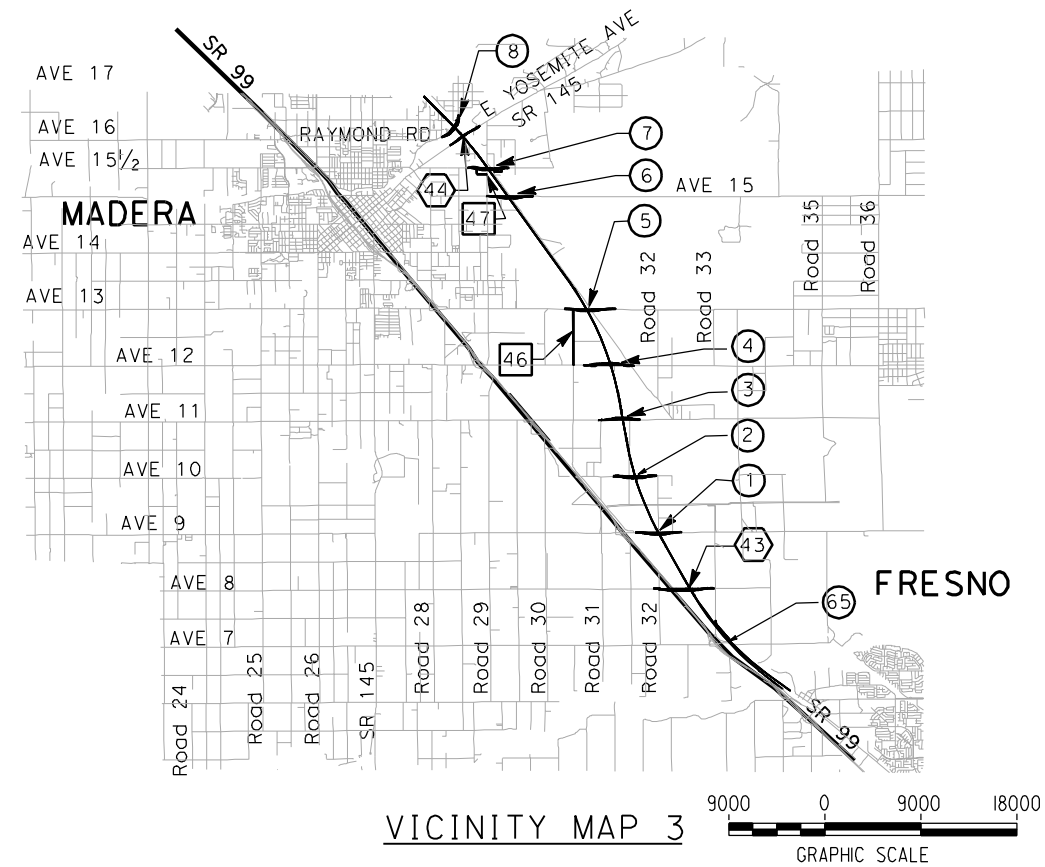 SR 99
8
E YOSEMITE AVE
SR 145
AVE 17
AVE 16
RAYMOND RD
7
AVE 15 1/2
6
44
AVE 15
MADERA
47
5
Road 32
Road 33
Road 35
Road 36
AVE 14
AVE 13
4
AVE 12
46
3
AVE 11
2
AVE 10
1
AVE 9
43
AVE 8
FRESNO
65
AVE 7
Road 24
Road 25
Road 26
SR 145
Road 28
Road 29
Road 30
Road 31
Road 32
SR 99
VICINITY MAP 3
9000 0 9000 18000
GRAPHIC SCALE